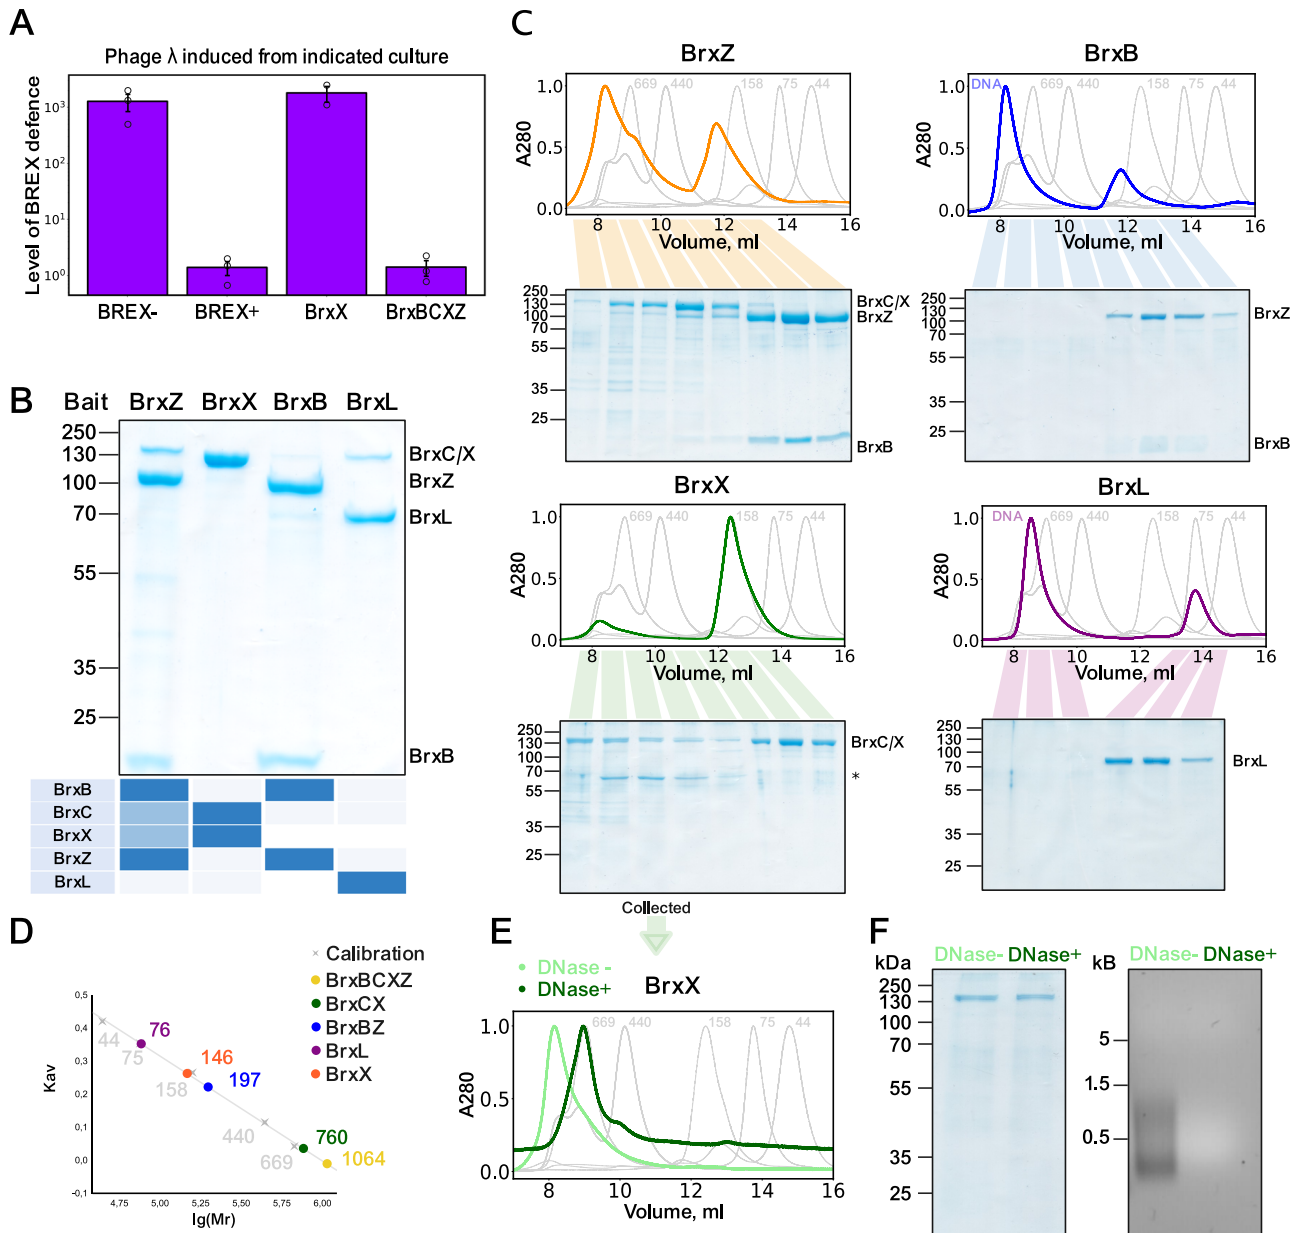 A
Phage λ induced from indicated culture
Level of BREX defence
10³
10²
10¹
10⁰
BREX-
BREX+
BrxX
BrxBCXZ
B
Bait
BrxZ
BrxX
BrxB
BrxL
250
130
100
70
55
35
25
BrxC/X
BrxZ
BrxL
BrxB
BrxB
BrxC
BrxX
BrxZ
BrxL
C
BrxZ
A280
1.0
0.5
0.0
669
440
158
75
44
8
10
12
14
16
Volume, ml
250
130
100
70
55
35
25
BrxC/X
BrxZ
BrxB
BrxB
A280
1.0
0.5
0.0
DNA
669
440
158
75
44
8
10
12
14
16
Volume, ml
250
130
100
70
55
35
25
BrxZ
BrxB
BrxX
A280
1.0
0.5
0.0
669
440
158
75
44
8
10
12
14
16
Volume, ml
250
130
100
70
55
35
25
BrxC/X
*
Collected
BrxL
A280
1.0
0.5
0.0
DNA
669
440
158
75
44
8
10
12
14
16
Volume, ml
250
130
100
70
55
35
25
BrxL
D
Calibration
BrxBCXZ
BrxCX
BrxBZ
BrxL
BrxX
Kav
0,5
0,4
0,3
0,2
0,1
0,0
-0,1
44
76
75
146
158
197
440
760
669
1064
4,75
5,00
5,25
5,50
5,75
6,00
lg(Mr)
E
DNase -
DNase+
BrxX
A280
1.0
0.5
0.0
669
440
158
75
44
8
10
12
14
16
Volume, ml
F
DNase- DNase+
kDa
250
130
100
70
55
35
25
DNase- DNase+
kB
5
1.5
0.5